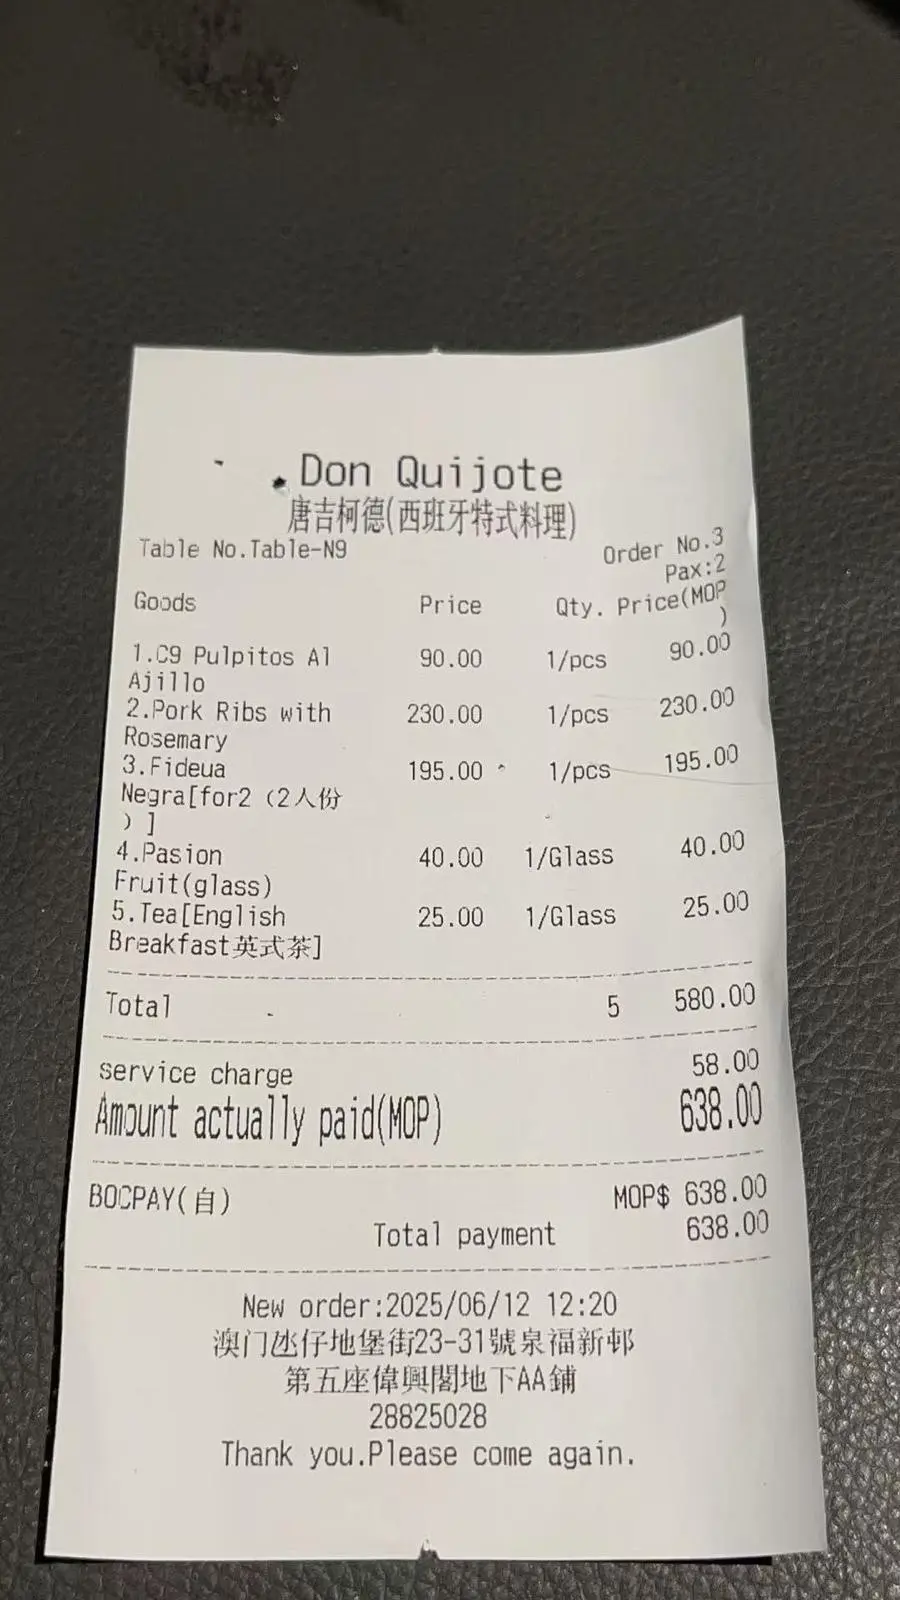 Don Quijote
唐吉柯德(西班牙特式料理)
Table No.Table-N9
Order No.3
Pax:2
Goods Price Qty. Price(MOP
)
1.C9 Pulpitos Al 90.00 1/pcs 90.00
Ajillo
2.Pork Ribs with 230.00 1/pcs 230.00
Rosemary
3.Fideua 195.00 1/pcs 195.00
Negra[for2（2人份
）]
4.Pasion 40.00 1/Glass 40.00
Fruit(glass)
5.Tea[English 25.00 1/Glass 25.00
Breakfast英式茶]
Total 5 580.00
service charge 58.00
Amount actually paid(MOP) 638.00
BOCPAY(自) MOP$ 638.00
Total payment 638.00
New order:2025/06/12 12:20
澳门氹仔地堡街23-31號泉福新邨
第五座偉興閣地下AA鋪
28825028
Thank you.Please come again.